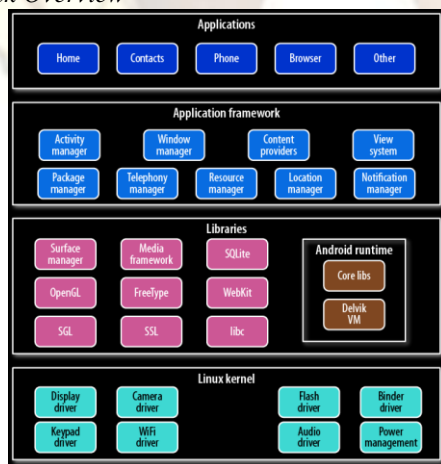 Overview
Applications
Home Contacts Phone Browser Other
Application framework
Activity manager
Window manager
Content providers
View system
Package manager
Telephony manager
Resource manager
Location manager
Notification manager
Libraries
Surface manager
Media framework
SQLite
OpenGL
FreeType
WebKit
SGL
SSL
libc
Android runtime
Core libs
Delvik VM
Linux kernel
Display driver
Camera driver
Flash driver
Binder driver
Keypad driver
WiFi driver
Audio driver
Power management